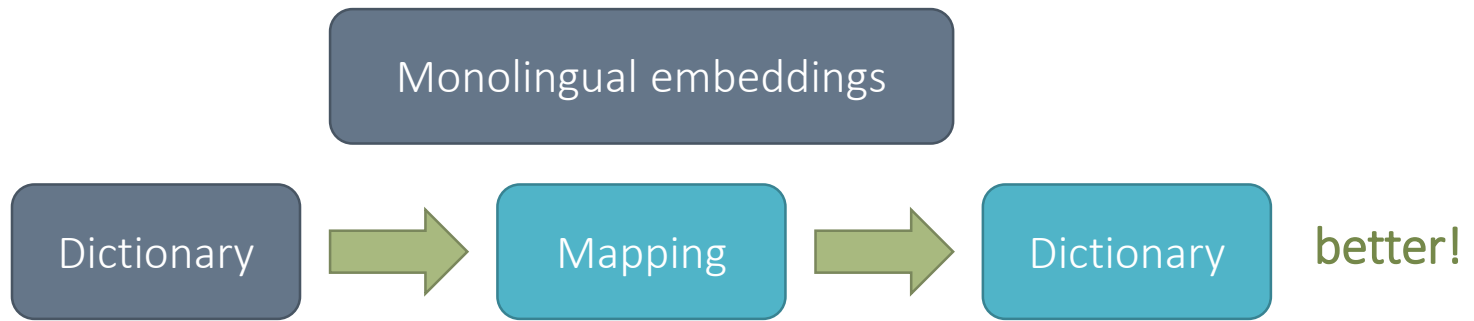 Monolingual embeddings
Dictionary
Mapping
Dictionary
better!